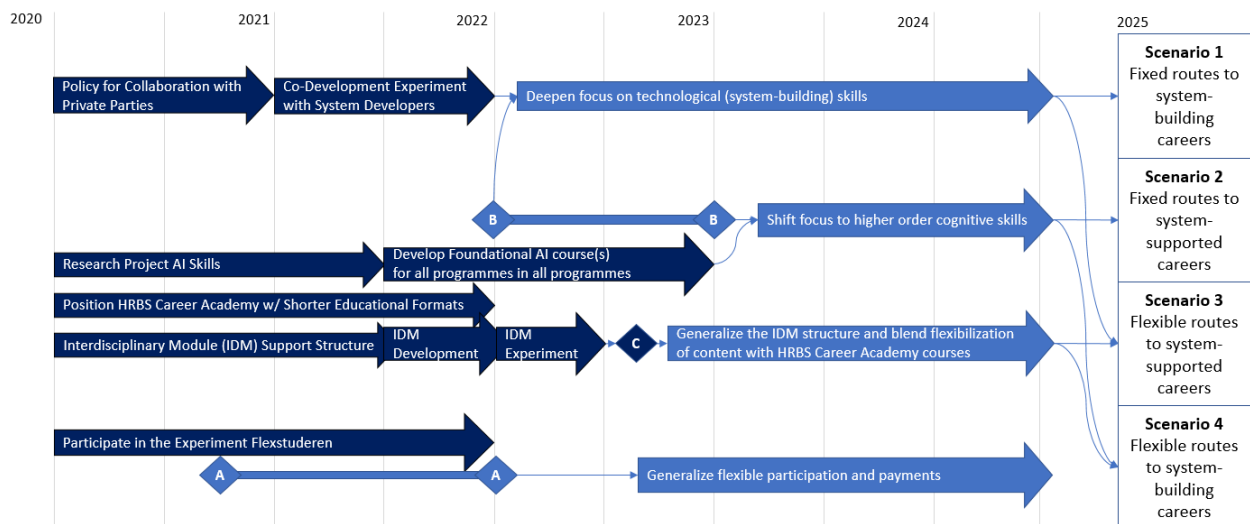 2020
2021
2022
2023
2024
2025
Policy for Collaboration with
Private Parties
Co-Development Experiment
with System Developers
Deepen focus on technological (system-building) skills
Scenario 1
Fixed routes to
system-
building
careers
B
B
Shift focus to higher order cognitive skills
Scenario 2
Fixed routes to
system-
supported
careers
Research Project AI Skills
Develop Foundational AI course(s)
for all programmes in all programmes
Position HRBS Career Academy w/ Shorter Educational Formats
Interdisciplinary Module (IDM) Support Structure
IDM
Development
IDM
Experiment
C
Generalize the IDM structure and blend flexibilization
of content with HRBS Career Academy courses
Scenario 3
Flexible routes
to system-
supported
careers
Participate in the Experiment Flexstuderen
A
A
Generalize flexible participation and payments
Scenario 4
Flexible routes
to system-
building
careers